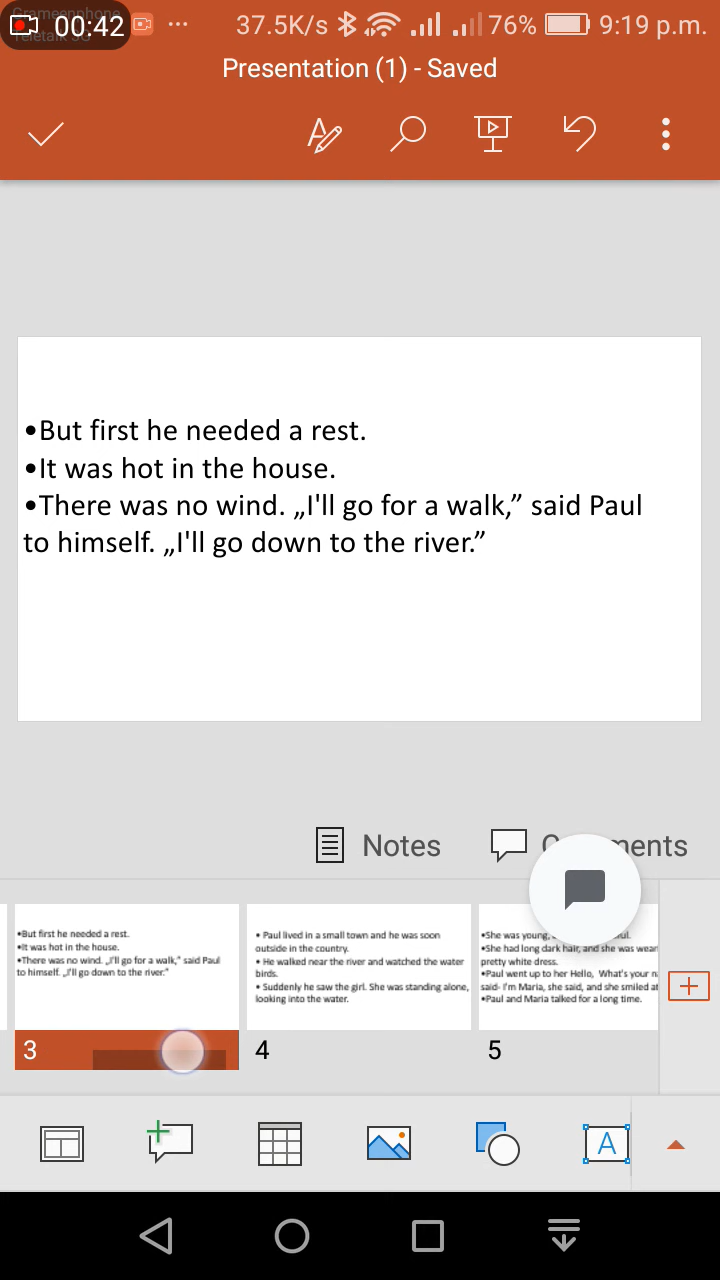 Grameenphone
Teletalk 3G
00:42
37.5K/s
76%
9:19 p.m.
Presentation (1) - Saved
•But first he needed a rest.
•It was hot in the house.
•There was no wind. „I'll go for a walk,” said Paul
to himself. „I'll go down to the river.”
Notes
•But first he needed a rest.
•It was hot in the house.
•There was no wind. „I'll go for a walk,” said Paul
to himself. „I'll go down to the river.”
3
• Paul lived in a small town and he was soon
outside in the country.
• He walked near the river and watched the water
birds.
• Suddenly he saw the girl. She was standing alone,
looking into the water.
4
•She was young,
•She had long dark hair, and she was
pretty white dress.
•Paul went up to her Hello, What's your
said- I'm Maria, she said, and she smiled
•Paul and Maria talked for a long time.
5
A